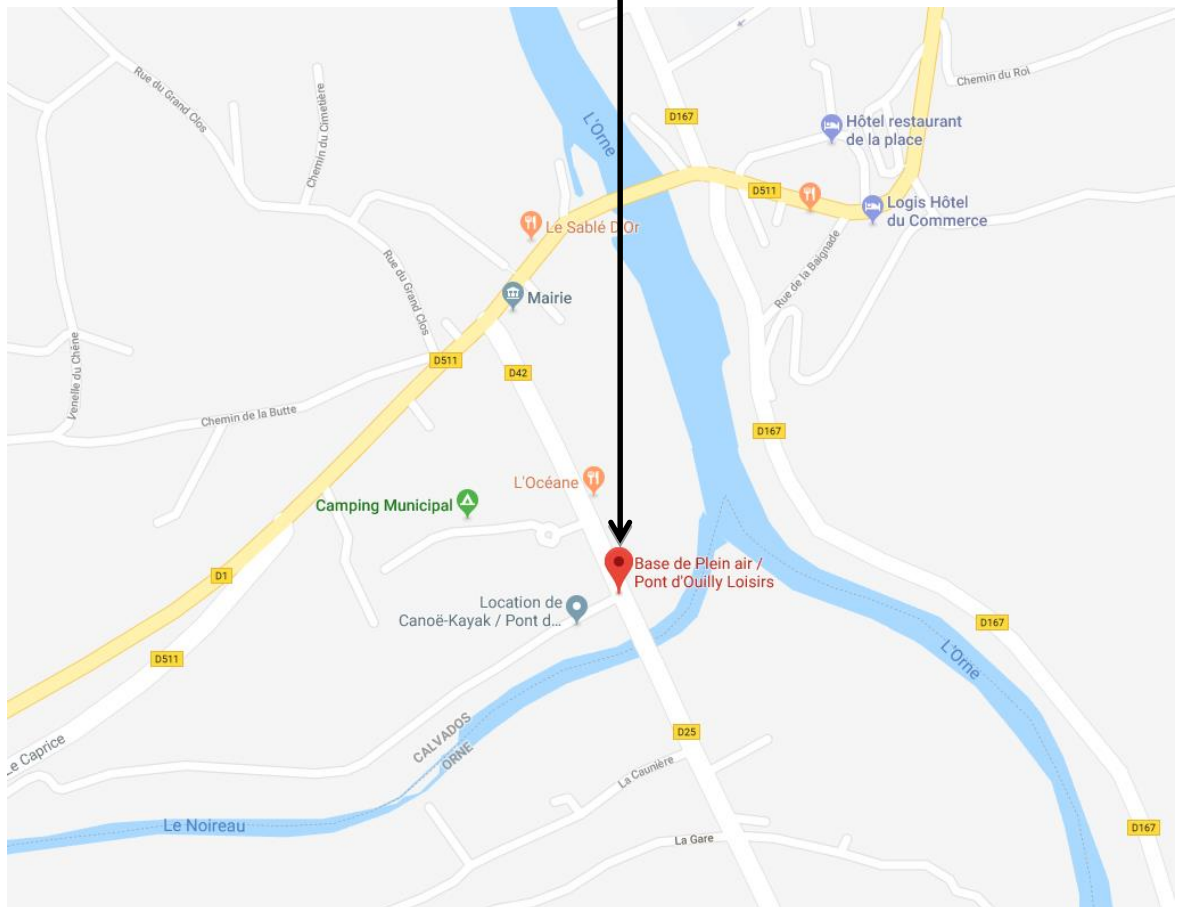 Chemin du Roi
Rue du Grand Clos
Chemin du Cimetière
L'Orne
D167
Hôtel restaurant
de la place
D511
Logis Hôtel
du Commerce
Le Sablé D'Or
Rue de la Baignade
Rue du Grand Clos
Mairie
Venelle du Chêne
D511
D42
Chemin de la Butte
D167
L'Océane
Camping Municipal
Base de Plein air /
Pont d'Ouilly Loisirs
D1
Location de
Canoë-Kayak / Pont d...
D167
L'Orne
D511
CALVADOS
ORNE
D25
Le Caprice
La Caunière
Le Noireau
La Gare
D167